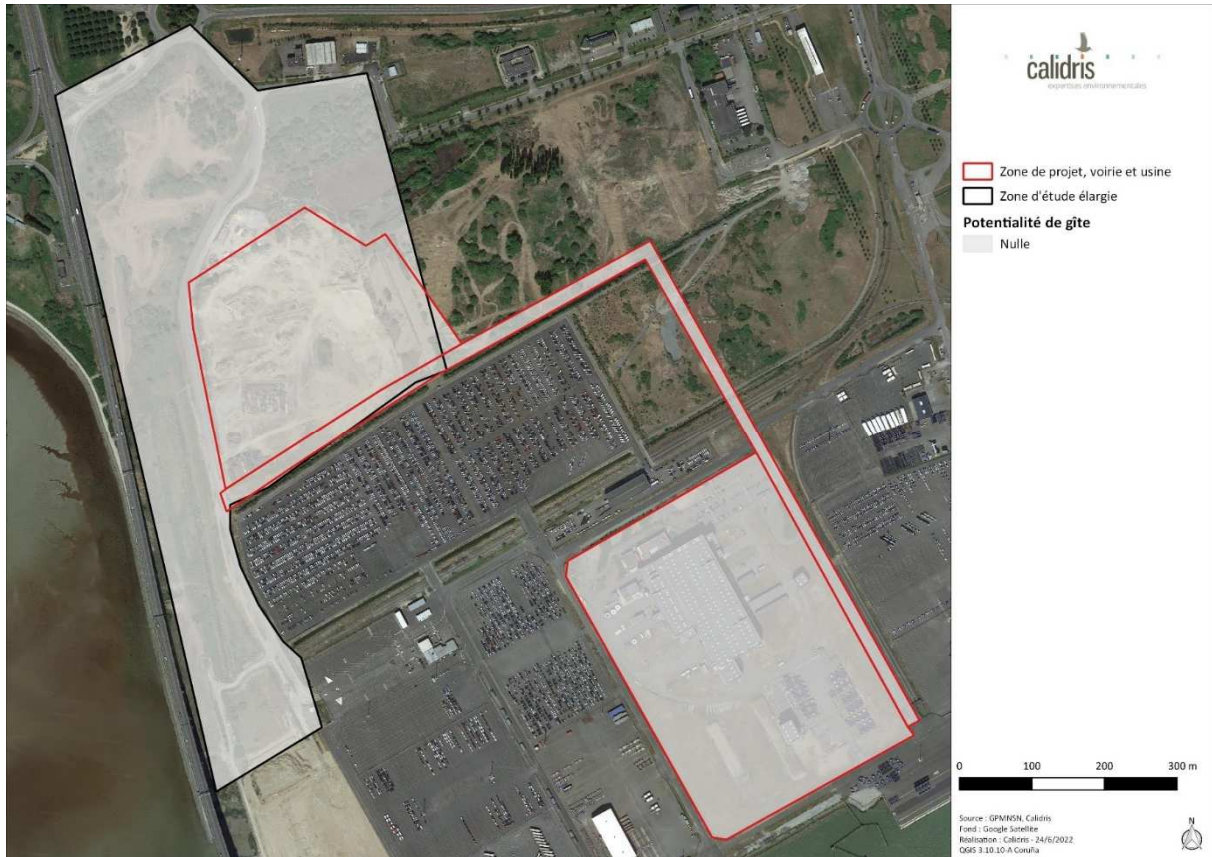 calidris
expertises environnementales
Zone de projet, voirie et usine
Zone d'étude élargie
Potentialité de gîte
Nulle
0 100 200 300 m
Source : GPMNSN, Calidris
Fond : Google Satellite
Réalisation : Calidris - 24/6/2022
QGIS 3.10.10-A Coruña
N